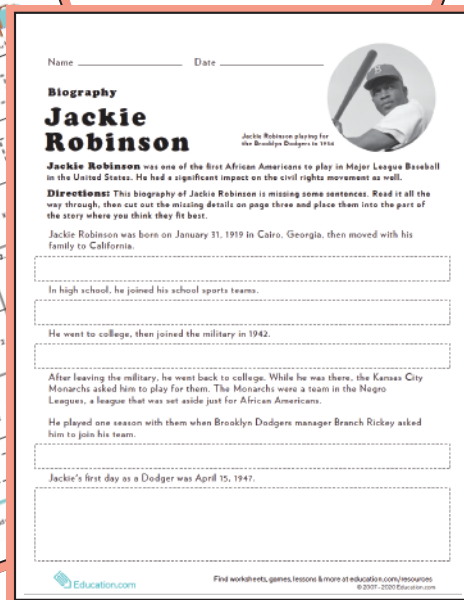 Name Date
Biography
Jackie
Robinson
Jackie Robinson playing for
the Brooklyn Dodgers in 1954
Jackie Robinson was one of the first African Americans to play in Major League Baseball
in the United States. He had a significant impact on the civil rights movement as well.
Directions: This biography of Jackie Robinson is missing some sentences. Read it all the
way through, then cut out the missing details on page three and place them into the part of
the story where you think they fit best.
Jackie Robinson was born on January 31, 1919 in Cairo, Georgia, then moved with his
family to California.
In high school, he joined his school sports teams.
He went to college, then joined the military in 1942.
After leaving the military, he went back to college. While he was there, the Kansas City
Monarchs asked him to play for them. The Monarchs were a team in the Negro
Leagues, a league that was set aside just for African Americans.
He played one season with them when Brooklyn Dodgers manager Branch Rickey asked
him to join his team.
Jackie's first day as a Dodger was April 15, 1947.
Education.com
Find worksheets, games, lessons & more at education.com/resources
© 2007 - 2020 Education.com